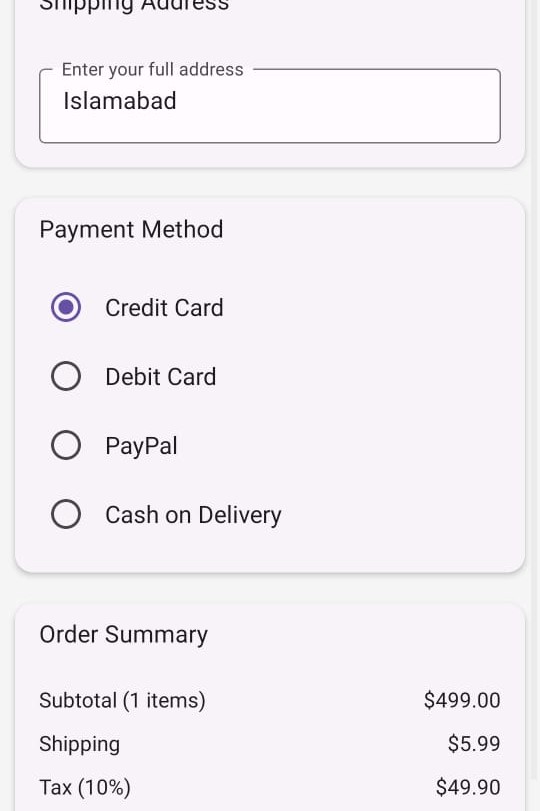 Shipping Address
Enter your full address
Islamabad
Payment Method
Credit Card
Debit Card
PayPal
Cash on Delivery
Order Summary
Subtotal (1 items) $499.00
Shipping $5.99
Tax (10%) $49.90